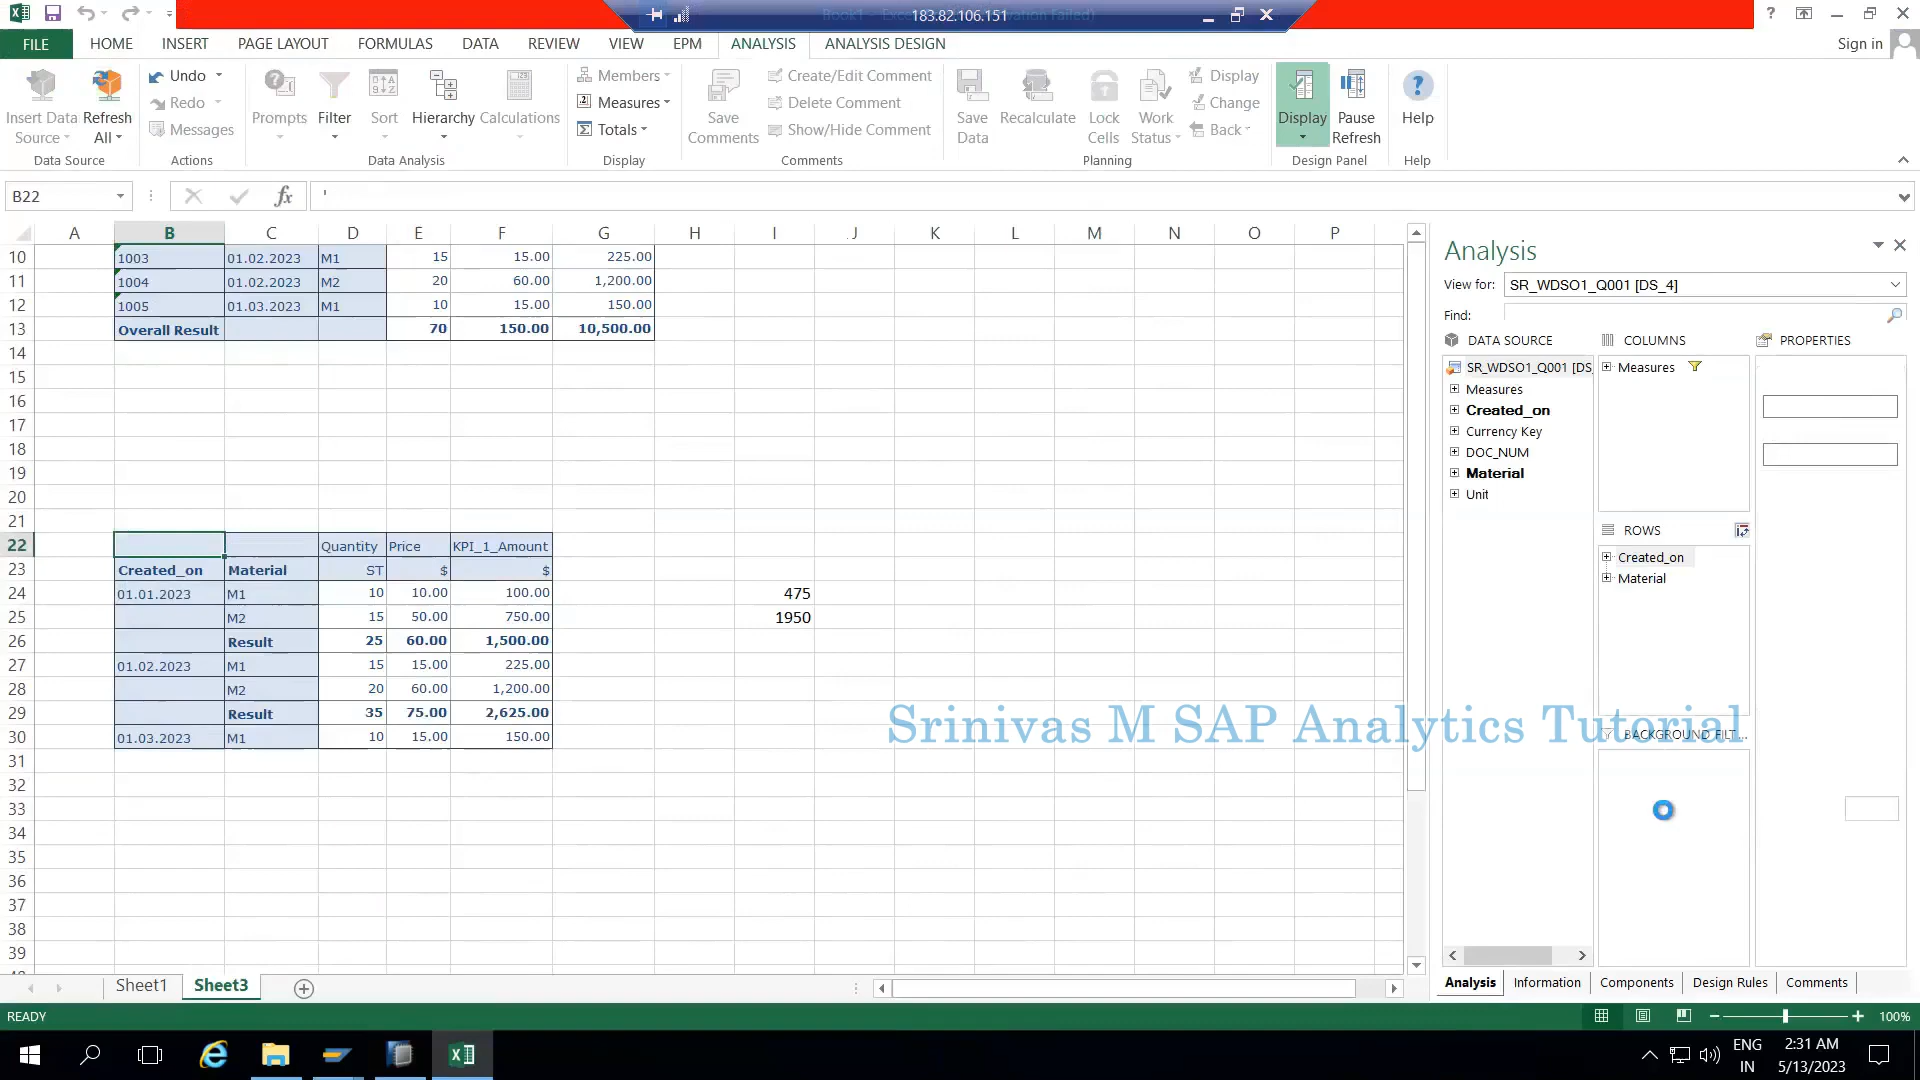 183.82.106.151
FILE HOME INSERT PAGE LAYOUT FORMULAS DATA REVIEW VIEW EPM ANALYSIS ANALYSIS DESIGN Sign in
Insert Data Source
Refresh All
Data Source
Undo
Redo
Messages
Actions
Prompts
Filter
Sort
Hierarchy
Calculations
Data Analysis
Members
Measures
Totals
Display
Save Comments
Create/Edit Comment
Delete Comment
Show/Hide Comment
Comments
Save Data
Recalculate
Lock Cells
Work Status
Display
Change
Back
Planning
Display
Pause Refresh
Design Panel
Help
Help
B22 fx '
A B C D E F G H I J K L M N O P
10 1003 01.02.2023 M1 15 15.00 225.00
11 1004 01.02.2023 M2 20 60.00 1,200.00
12 1005 01.03.2023 M1 10 15.00 150.00
13 Overall Result 70 150.00 10,500.00
14
15
16
17
18
19
20
21
22 Quantity Price KPI_1_Amount
23 Created_on Material ST $ $
24 01.01.2023 M1 10 10.00 100.00 475
25 M2 15 50.00 750.00 1950
26 Result 25 60.00 1,500.00
27 01.02.2023 M1 15 15.00 225.00
28 M2 20 60.00 1,200.00
29 Result 35 75.00 2,625.00
30 01.03.2023 M1 10 15.00 150.00
31
32
33
34
35
36
37
38
39
Analysis
View for: SR_WDSO1_Q001 [DS_4]
Find:
DATA SOURCE
SR_WDSO1_Q001 [DS_
Measures
Created_on
Currency Key
DOC_NUM
Material
Unit
COLUMNS
Measures
ROWS
Created_on
Material
BACKGROUND FILT...
PROPERTIES
Srinivas M SAP Analytics Tutorial
Analysis Information Components Design Rules Comments
Sheet1 Sheet3
READY 100%
ENG
IN
2:31 AM
5/13/2023